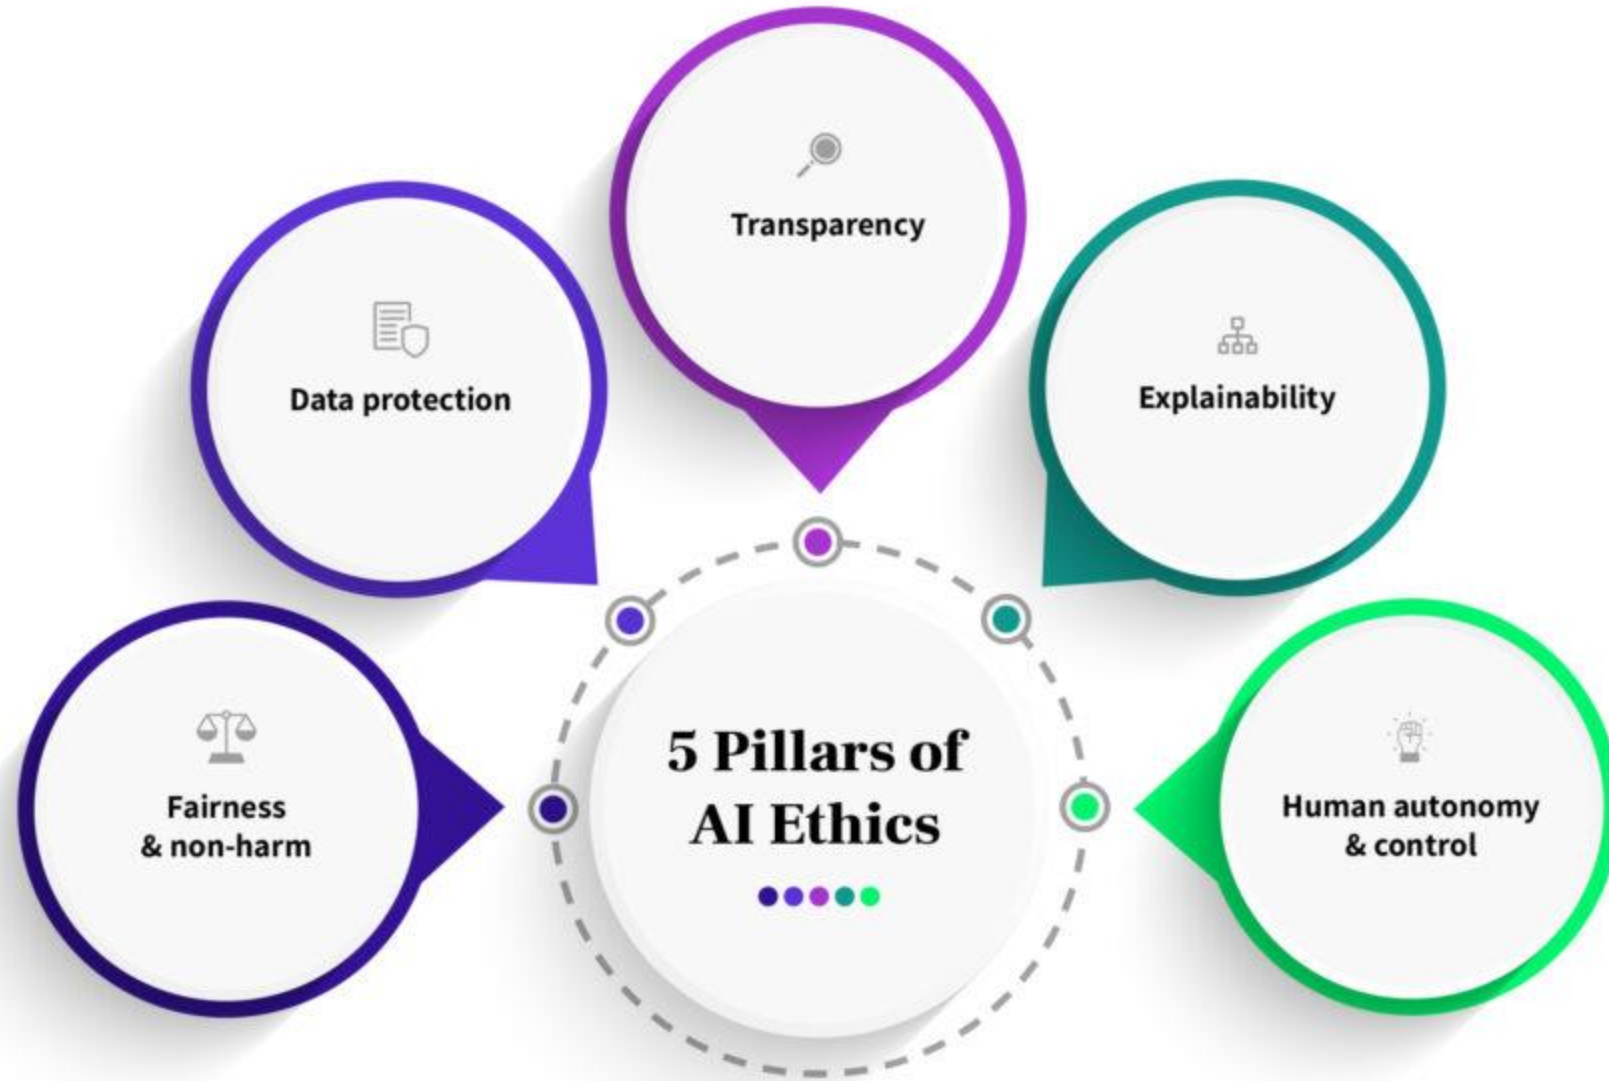 Transparency
Data protection
Explainability
Fairness
& non-harm
5 Pillars of
AI Ethics
Human autonomy
& control